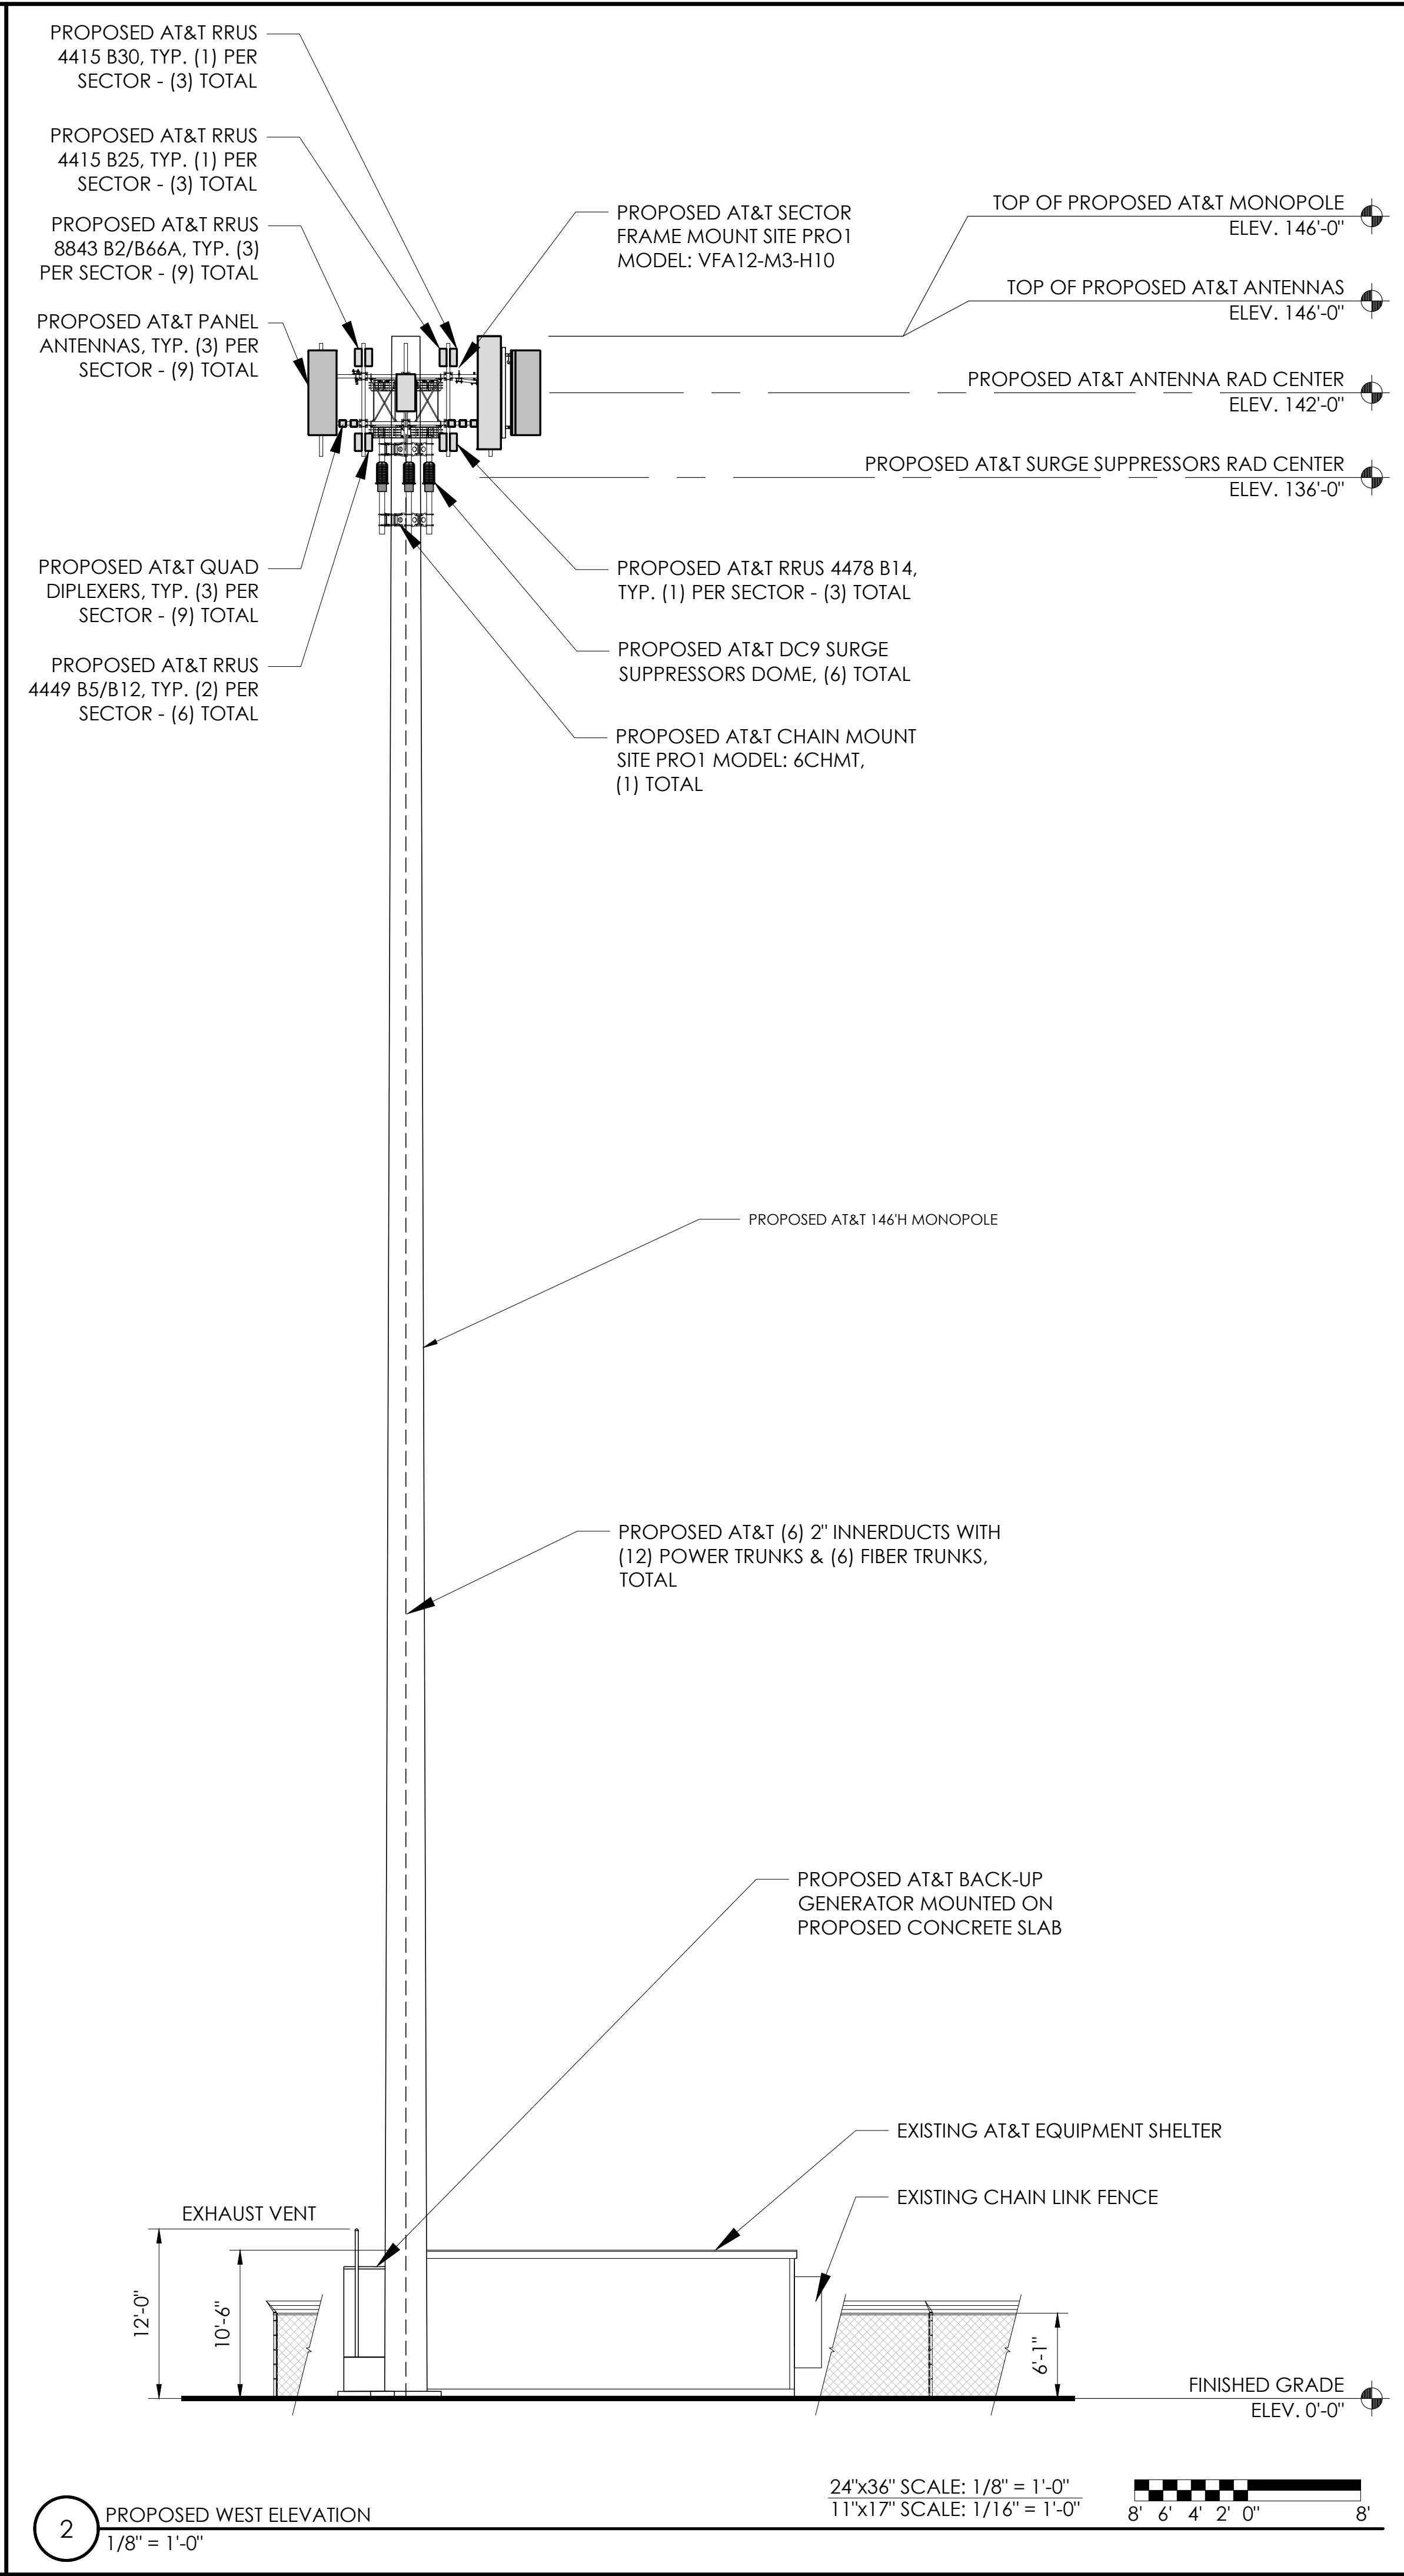 PROPOSED AT&T RRUS
4415 B30, TYP. (1) PER
SECTOR - (3) TOTAL
PROPOSED AT&T RRUS
4415 B25, TYP. (1) PER
SECTOR - (3) TOTAL
PROPOSED AT&T RRUS
8843 B2/B66A, TYP. (3)
PER SECTOR - (9) TOTAL
PROPOSED AT&T PANEL
ANTENNAS, TYP. (3) PER
SECTOR - (9) TOTAL
PROPOSED AT&T SECTOR
FRAME MOUNT SITE PRO1
MODEL: VFA12-M3-H10
TOP OF PROPOSED AT&T MONOPOLE
ELEV. 146'-0"
TOP OF PROPOSED AT&T ANTENNAS
ELEV. 146'-0"
PROPOSED AT&T ANTENNA RAD CENTER
ELEV. 142'-0"
PROPOSED AT&T SURGE SUPPRESSORS RAD CENTER
ELEV. 136'-0"
PROPOSED AT&T QUAD
DIPLEXERS, TYP. (3) PER
SECTOR - (9) TOTAL
PROPOSED AT&T RRUS
4449 B5/B12, TYP. (2) PER
SECTOR - (6) TOTAL
PROPOSED AT&T RRUS 4478 B14,
TYP. (1) PER SECTOR - (3) TOTAL
PROPOSED AT&T DC9 SURGE
SUPPRESSORS DOME, (6) TOTAL
PROPOSED AT&T CHAIN MOUNT
SITE PRO1 MODEL: 6CHMT,
(1) TOTAL
PROPOSED AT&T 146'H MONOPOLE
PROPOSED AT&T (6) 2" INNERDUCTS WITH
(12) POWER TRUNKS & (6) FIBER TRUNKS,
TOTAL
PROPOSED AT&T BACK-UP
GENERATOR MOUNTED ON
PROPOSED CONCRETE SLAB
EXISTING AT&T EQUIPMENT SHELTER
EXISTING CHAIN LINK FENCE
EXHAUST VENT
12'-0"
10'-6"
6'-1"
FINISHED GRADE
ELEV. 0'-0"
24"x36" SCALE: 1/8" = 1'-0"
11"x17" SCALE: 1/16" = 1'-0"
8' 6' 4' 2' 0" 8'
2
PROPOSED WEST ELEVATION
1/8" = 1'-0"